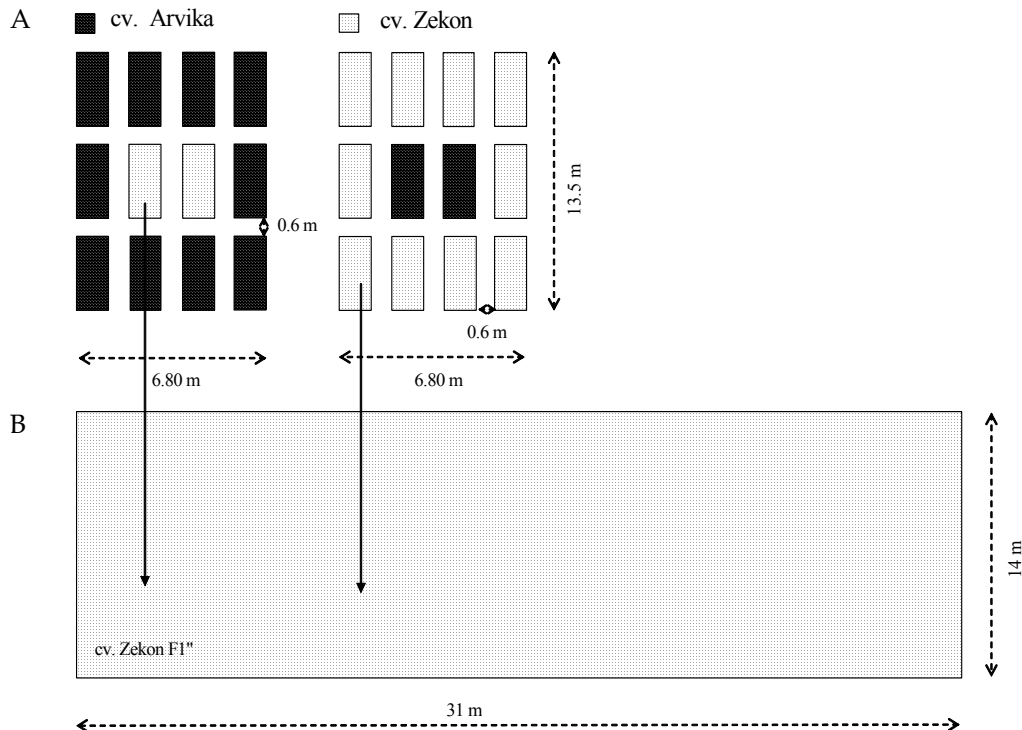 A
cv. Arvika
cv. Zekon
13.5 m
0.6 m
0.6 m
6.80 m
6.80 m
B
14 m
cv. Zekon F1"
31 m